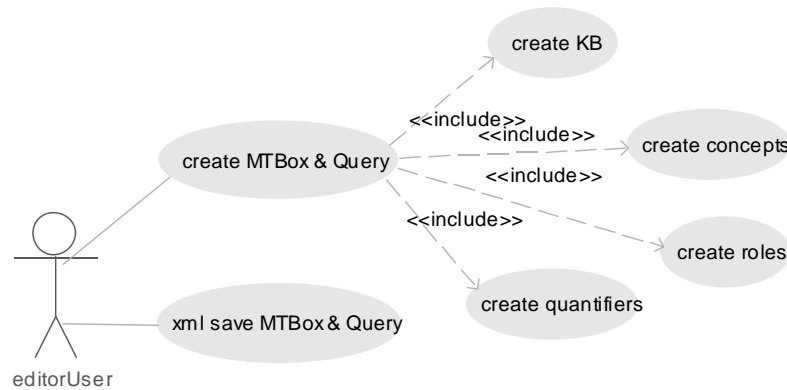 create KB
<<include>>
<<include>>
create concepts
create MTBox & Query
<<include>>
<<include>>
create roles
create quantifiers
xml save MTBox & Query
editorUser